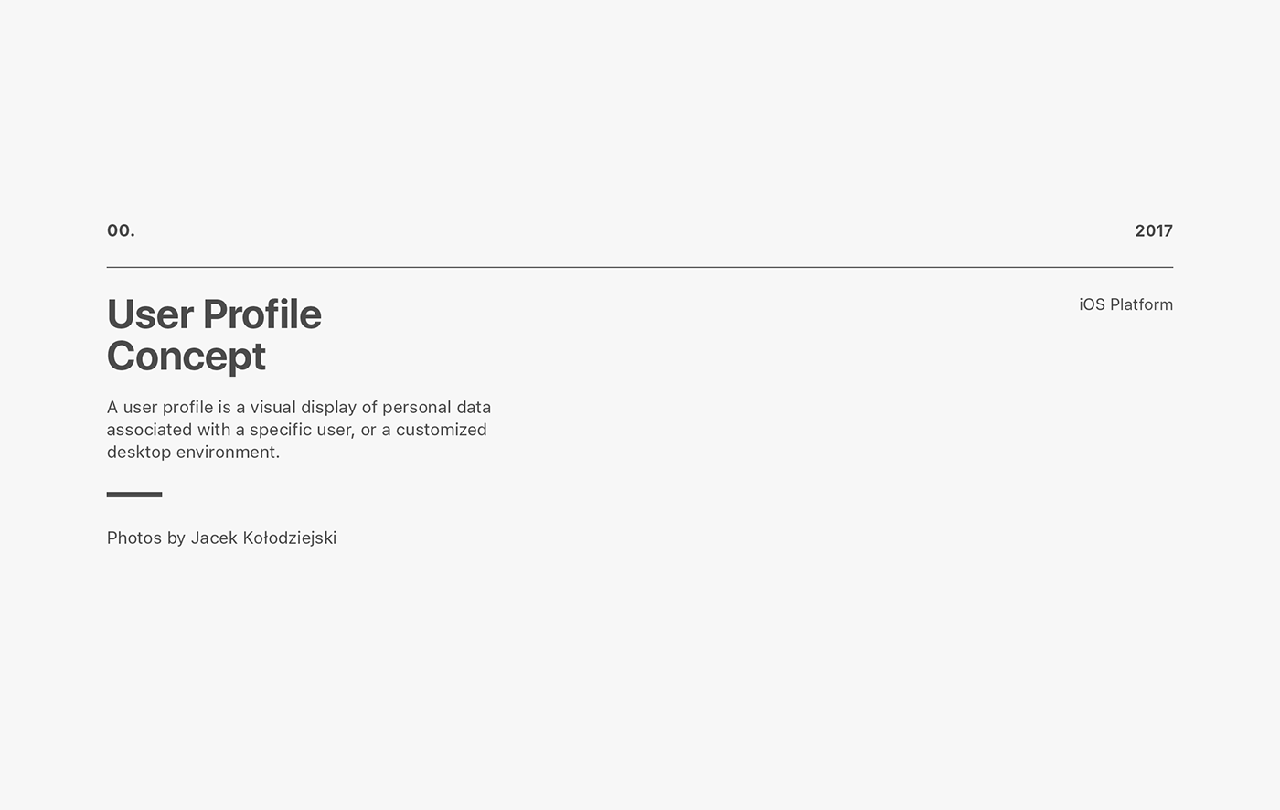 00.
2017
User Profile
Concept
iOS Platform
A user profile is a visual display of personal data
associated with a specific user, or a customized
desktop environment.
Photos by Jacek Kołodziejski